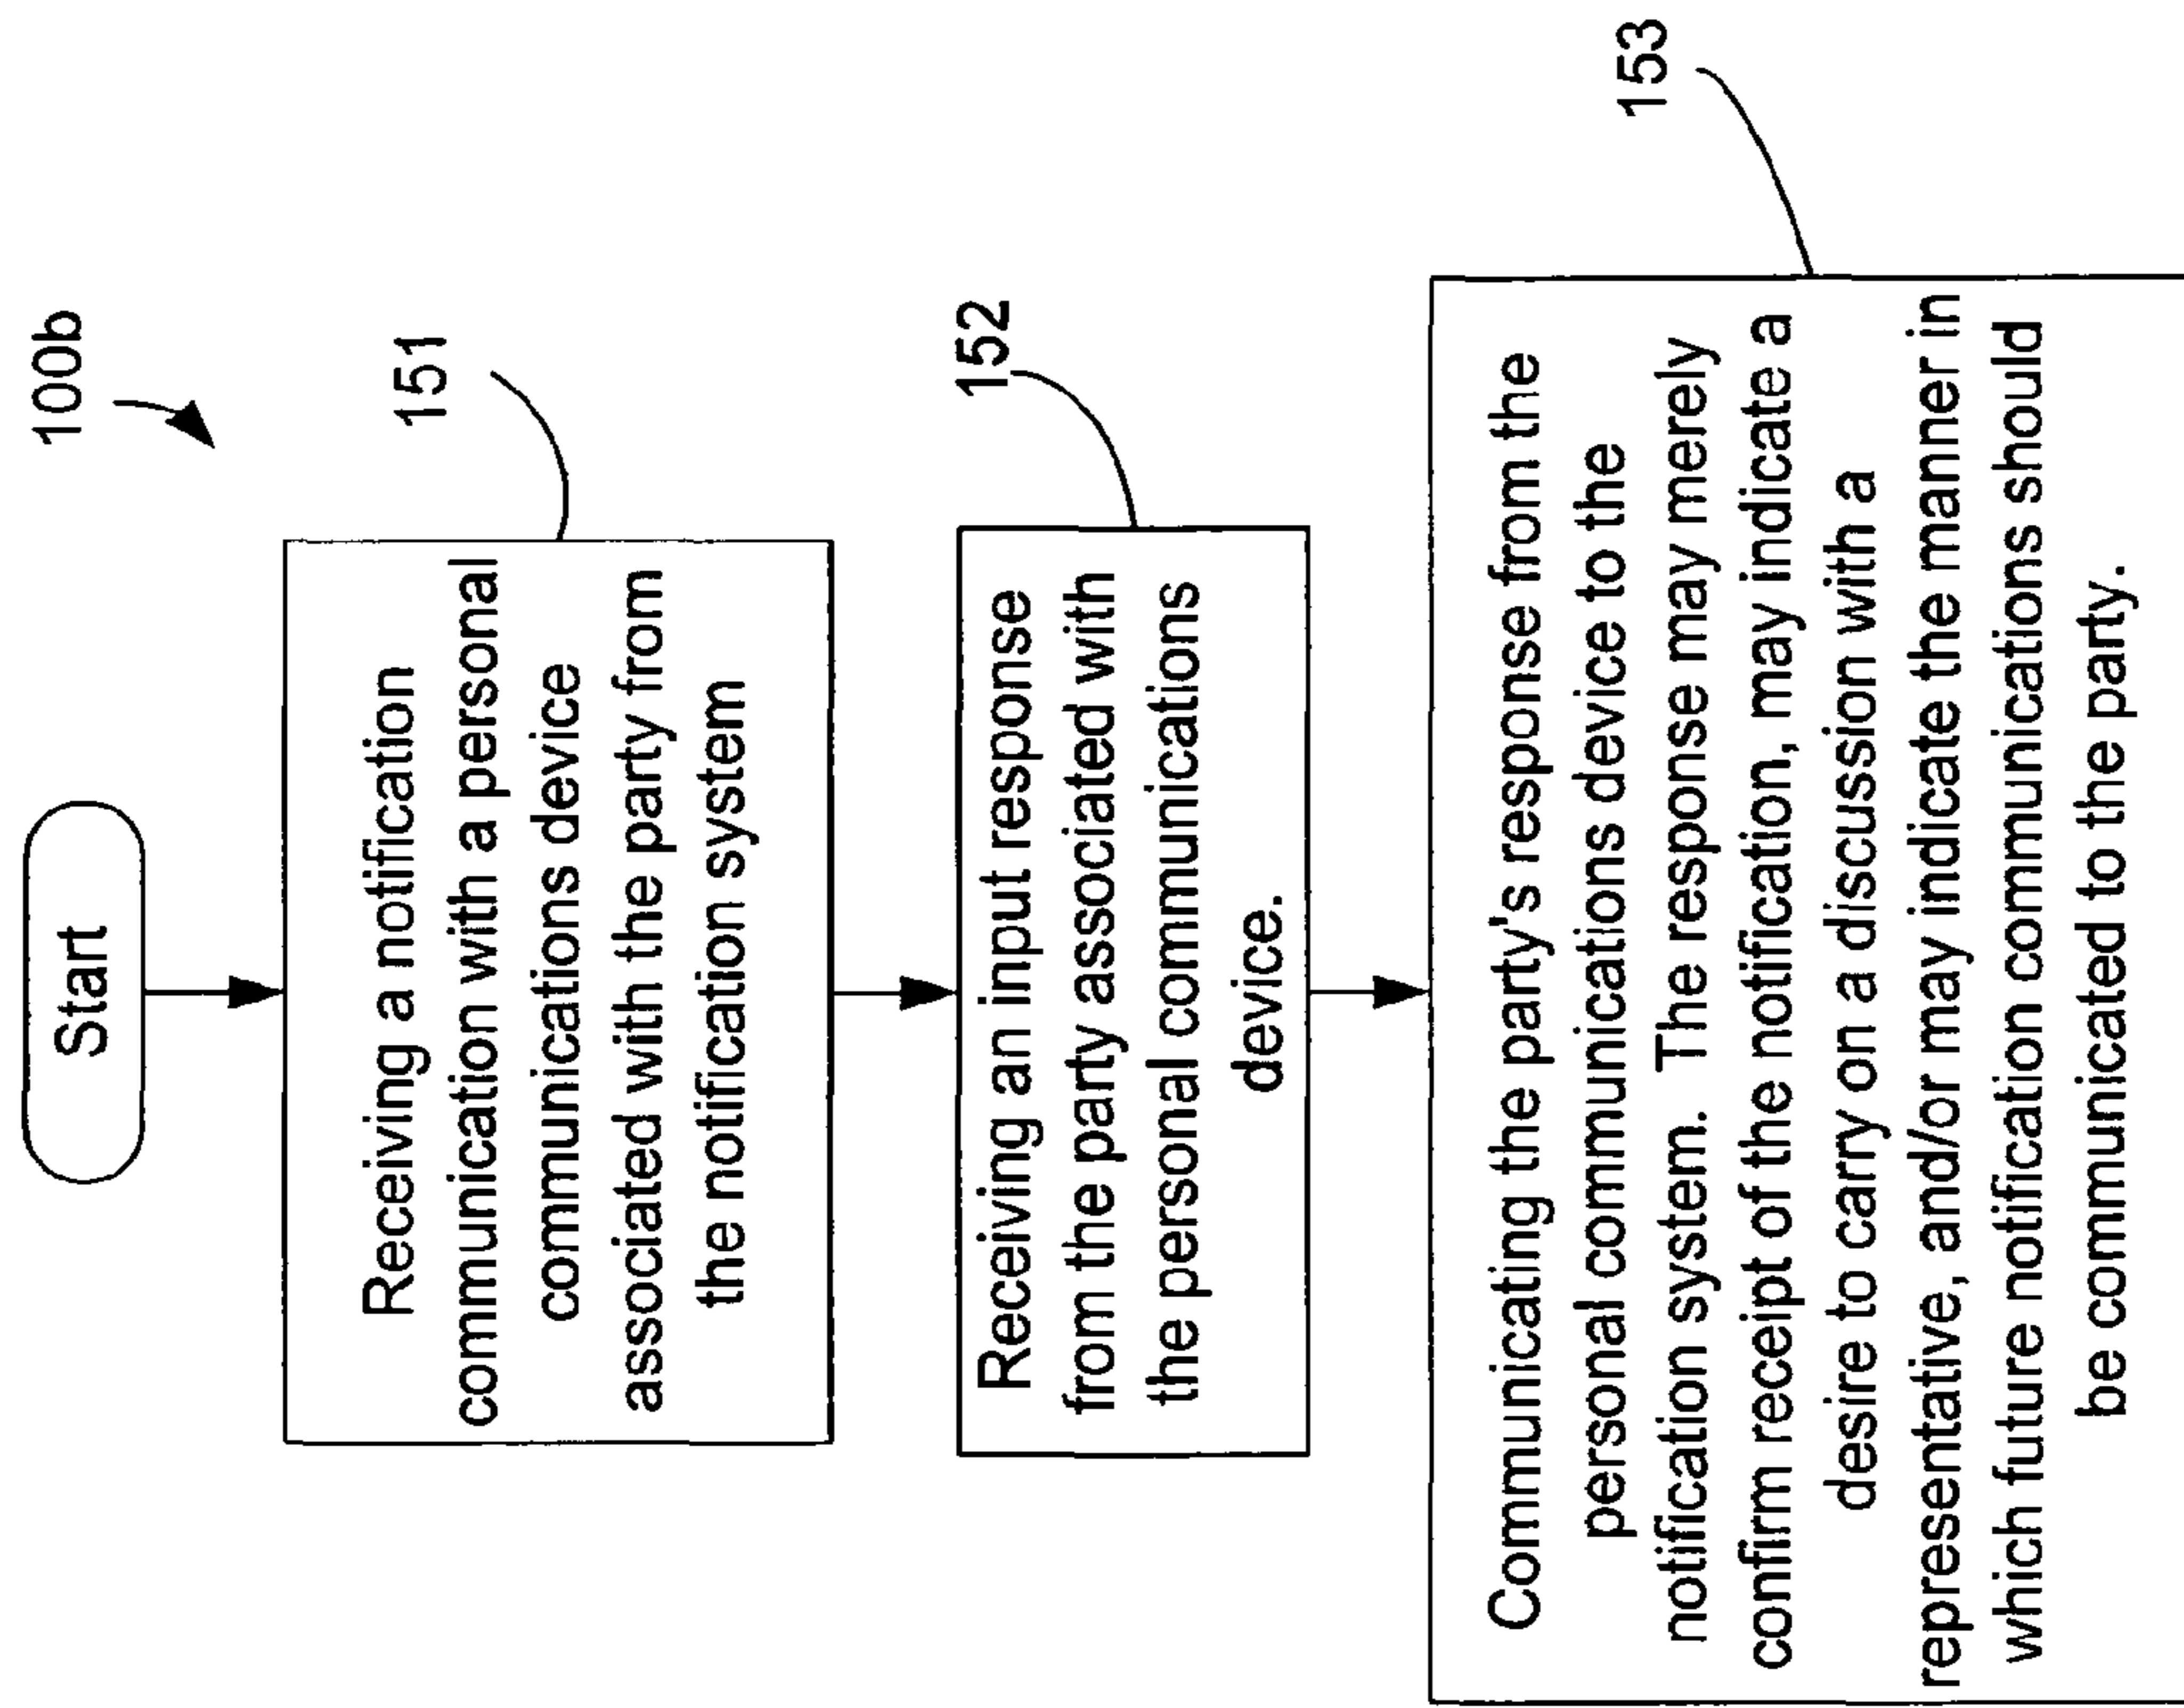 100b
Start
151
Receiving a notification
communication with a personal
communications device
associated with the party from
the notification system
152
Receiving an input response
from the party associated with
the personal communications
device.
153
Communicating the party's response from the
personal communications device to the
notification system.  The response may merely
confirm receipt of the notification, may indicate a
desire to carry on a discussion with a
representative, and/or may indicate the manner in
which future notification communications should
be communicated to the party.